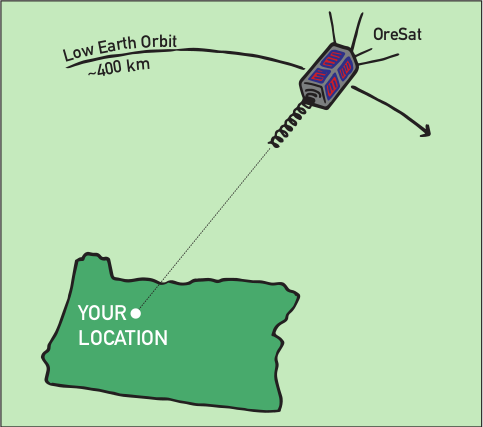 Low Earth Orbit
~400 km
OreSat
YOUR
LOCATION